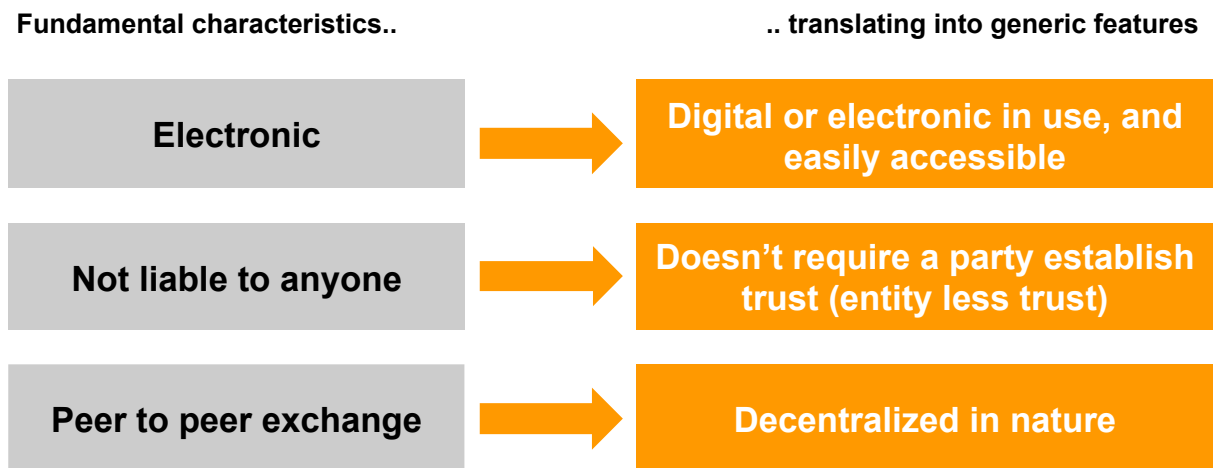 Fundamental characteristics..
.. translating into generic features
Electronic
Digital or electronic in use, and
easily accessible
Not liable to anyone
Doesn’t require a party establish
trust (entity less trust)
Peer to peer exchange
Decentralized in nature